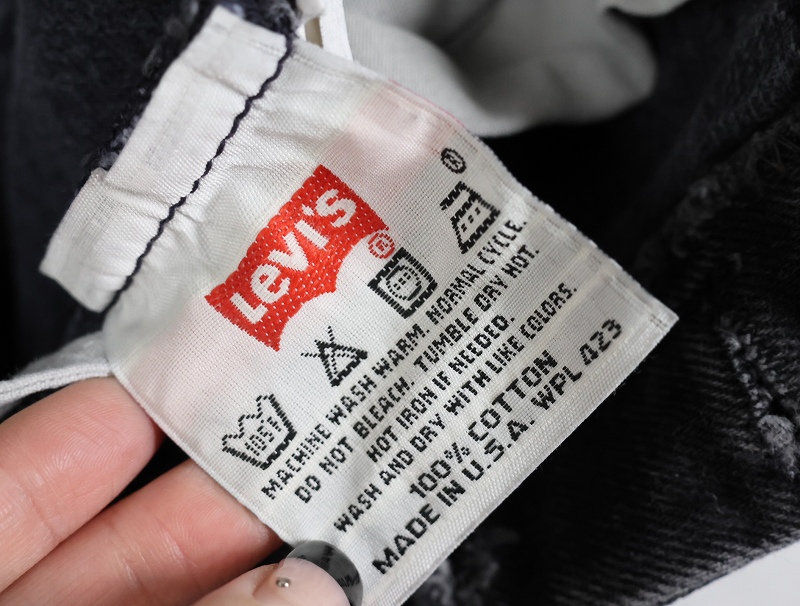 Levi's ®
®
MACHINE WASH WARM. NORMAL CYCLE.
DO NOT BLEACH. TUMBLE DRY HOT.
HOT IRON IF NEEDED.
WASH AND DRY WITH LIKE COLORS.
100% COTTON
MADE IN U.S.A. WPL 423